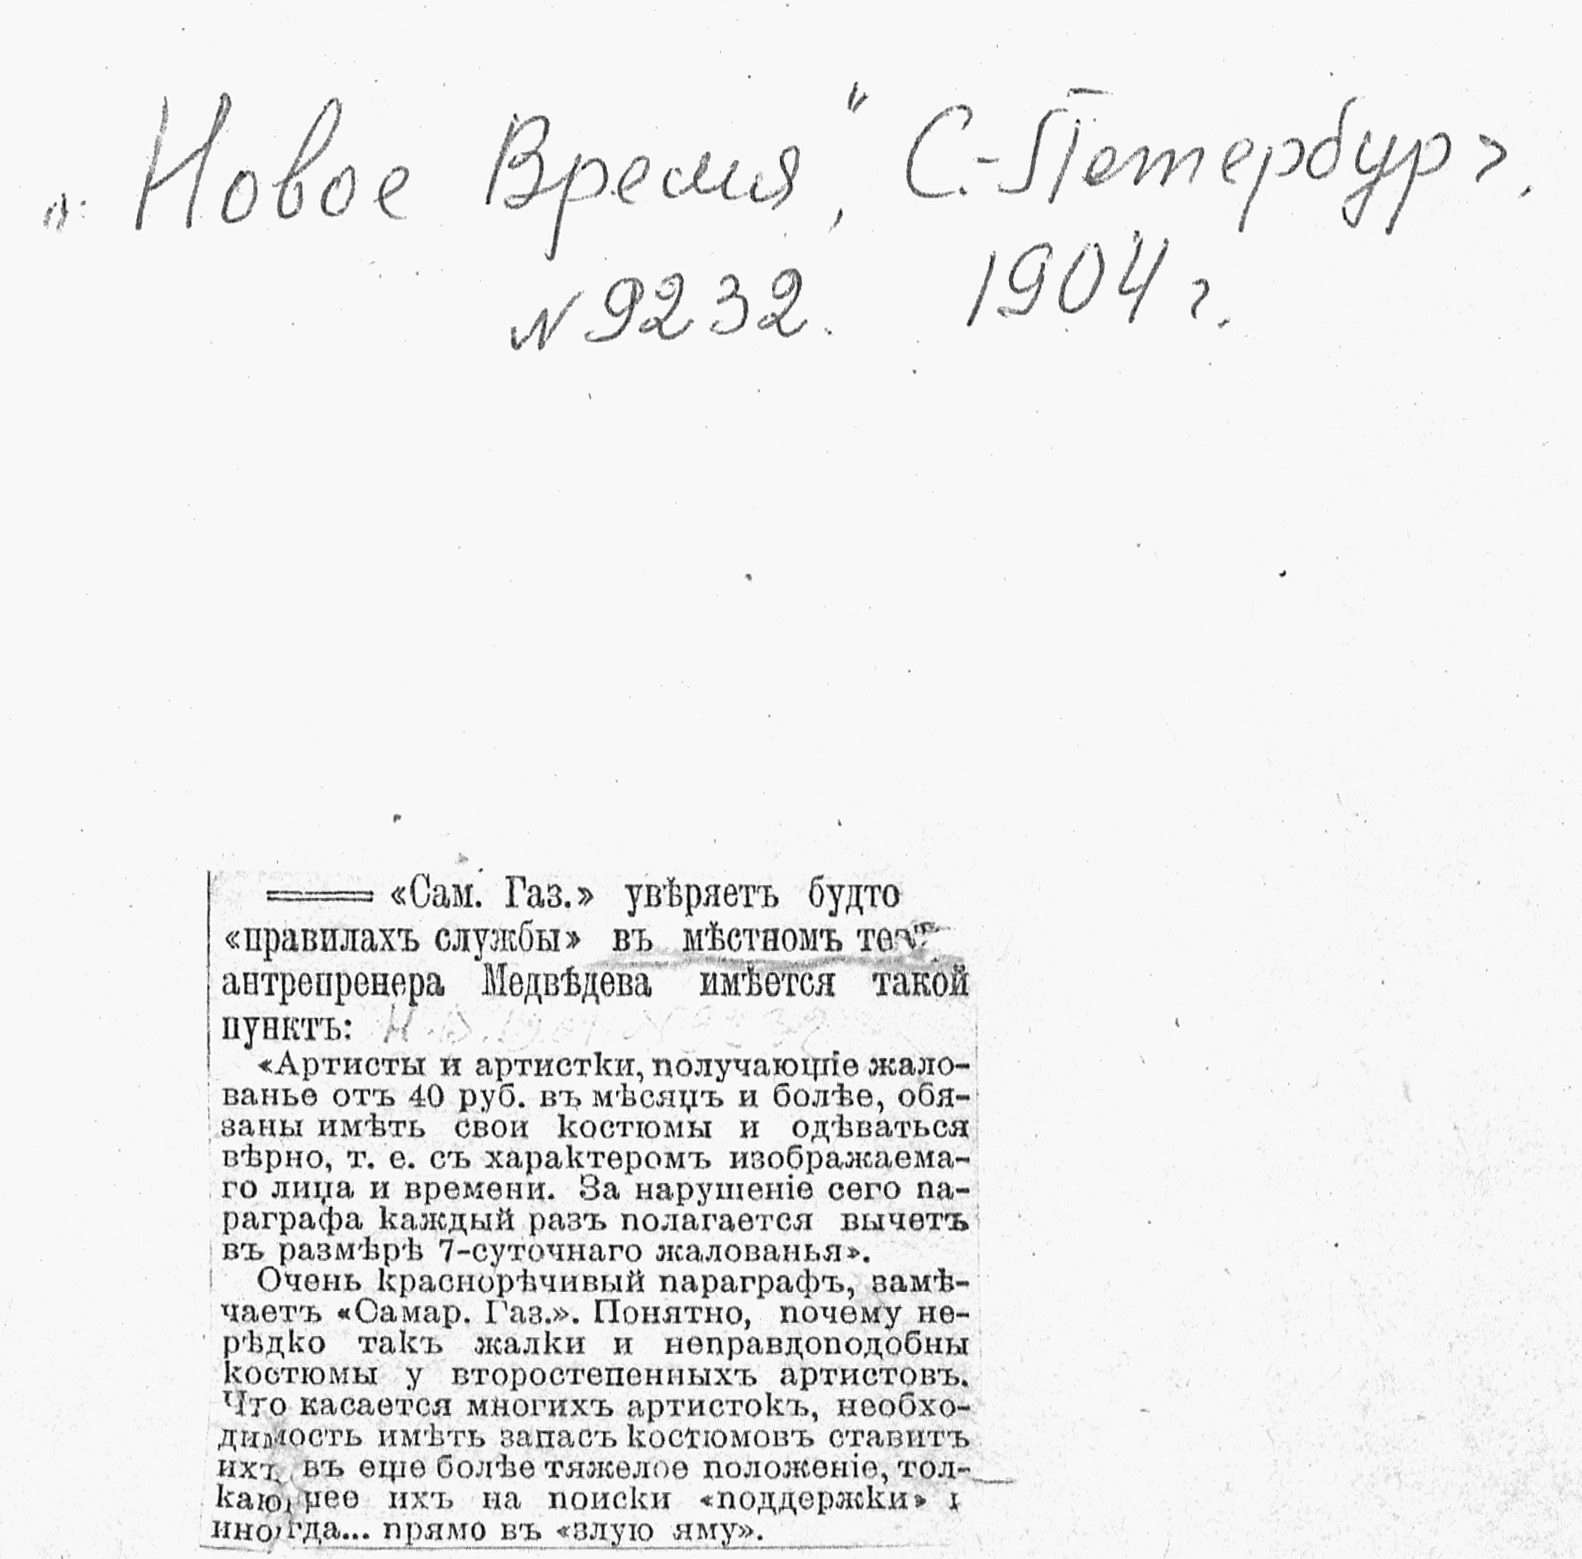 „Новое Время", С.-Петербург.
N 9232. 1904 г.
«Сам. Газ.» увѣряетъ будто
«правилахъ службы» въ мѣстномъ
антрепренера Медвѣдева имѣется такой
пунктъ:
«Артисты и артистки, получающіе жало-
ванье отъ 40 руб. въ мѣсяцъ и болѣе, обя-
заны имѣть свои костюмы и одѣваться
вѣрно, т. е. съ характеромъ изображаема-
го лица и времени. За нарушеніе сего па-
раграфа каждый разъ полагается вычетъ
въ размѣрѣ 7-суточнаго жалованья».
Очень краснорѣчивый параграфъ, замѣ-
чаетъ «Самар. Газ.». Понятно, почему не-
рѣдко такъ жалки и неправдоподобны
костюмы у второстепенныхъ артистовъ.
Что касается многихъ артистокъ, необхо-
димость имѣть запасъ костюмовъ ставитъ
ихъ въ еще болѣе тяжелое положеніе, тол-
кающее ихъ на поиски «поддержки»
иногда... прямо въ «злую яму».